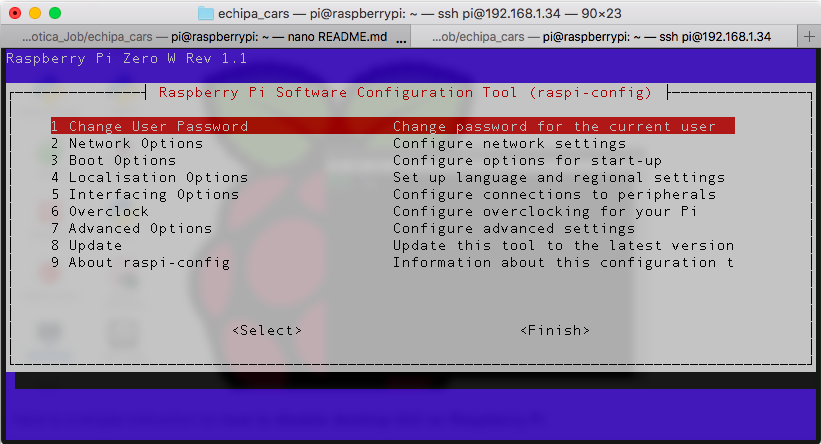 echipa_cars — pi@raspberrypi: ~ — ssh pi@192.168.1.34 — 90×23
...otica_Job/echipa_cars — pi@raspberrypi: ~ — nano README.md ... ...ob/echipa_cars — pi@raspberrypi: ~ — ssh pi@192.168.1.34 +
Raspberry Pi Zero W Rev 1.1
Raspberry Pi Software Configuration Tool (raspi-config)
1 Change User Password Change password for the current user
2 Network Options Configure network settings
3 Boot Options Configure options for start-up
4 Localisation Options Set up language and regional settings
5 Interfacing Options Configure connections to peripherals
6 Overclock Configure overclocking for your Pi
7 Advanced Options Configure advanced settings
8 Update Update this tool to the latest version
9 About raspi-config Information about this configuration t
<Select> <Finish>